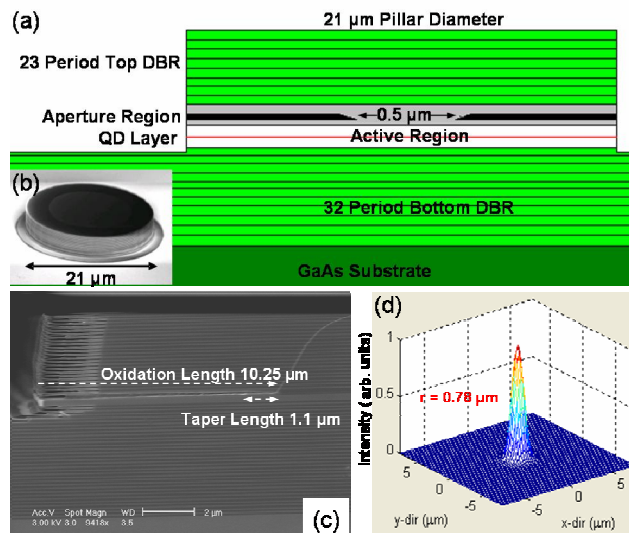 (a)
21 µm Pillar Diameter
23 Period Top DBR
Aperture Region
0.5 µm
QD Layer
Active Region
(b)
32 Period Bottom DBR
21 µm
GaAs Substrate
Oxidation Length 10.25 µm
Taper Length 1.1 µm
Acc.V Spot Magn WD
3.00 kV 3.0 9418x 3.5
2 µm
(c)
(d)
Intensity (arb. units)
1
0.5
0
r = 0.78 µm
5
0
-5
y-dir (µm)
-5
0
5
x-dir (µm)